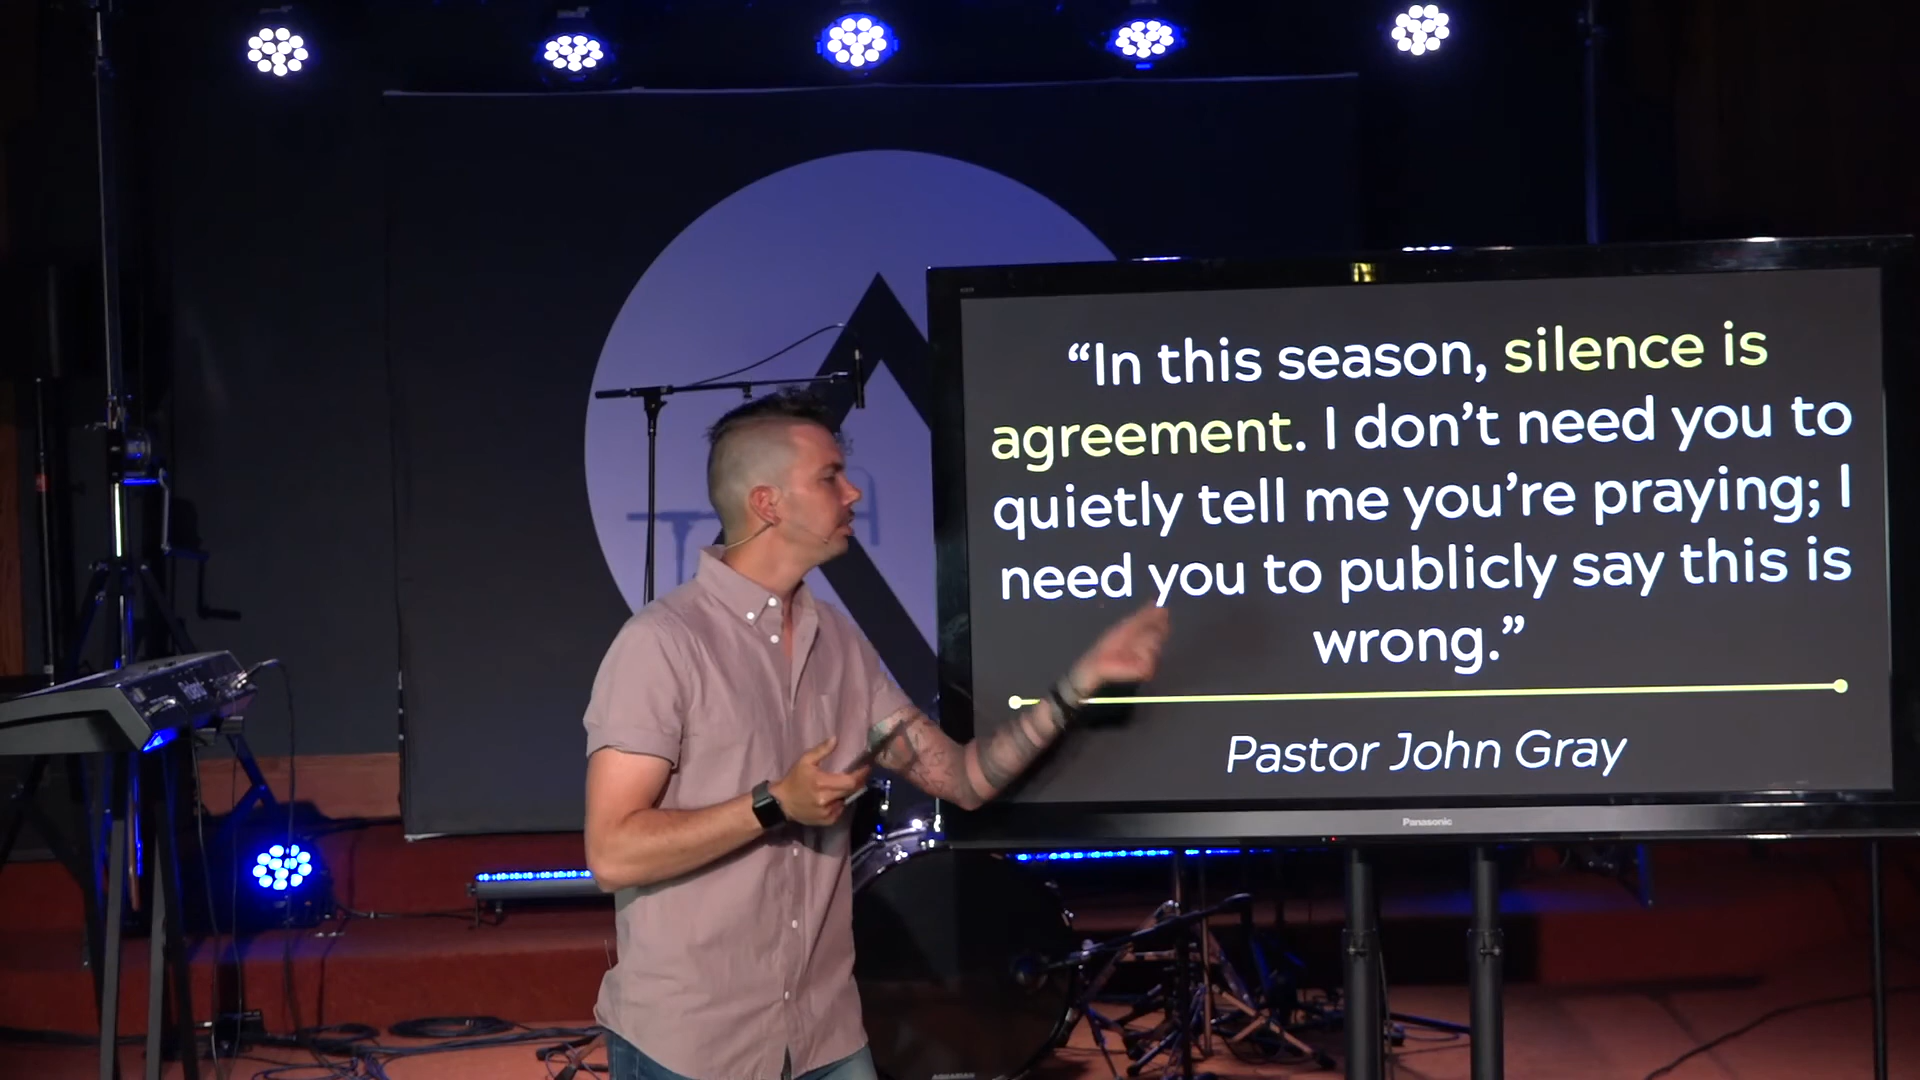 “In this season, silence is
agreement. I don’t need you to
quietly tell me you’re praying; I
need you to publicly say this is
wrong.”
Pastor John Gray
Panasonic
AQUARIAN